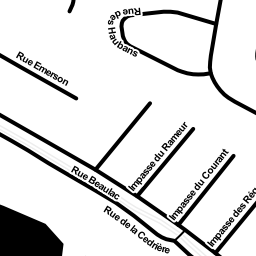 Rue des Haubans
Rue Emerson
Impasse du Rameur
Impasse du Courant
Rue Beaulac
Impasse des
Rue de la Cedrière